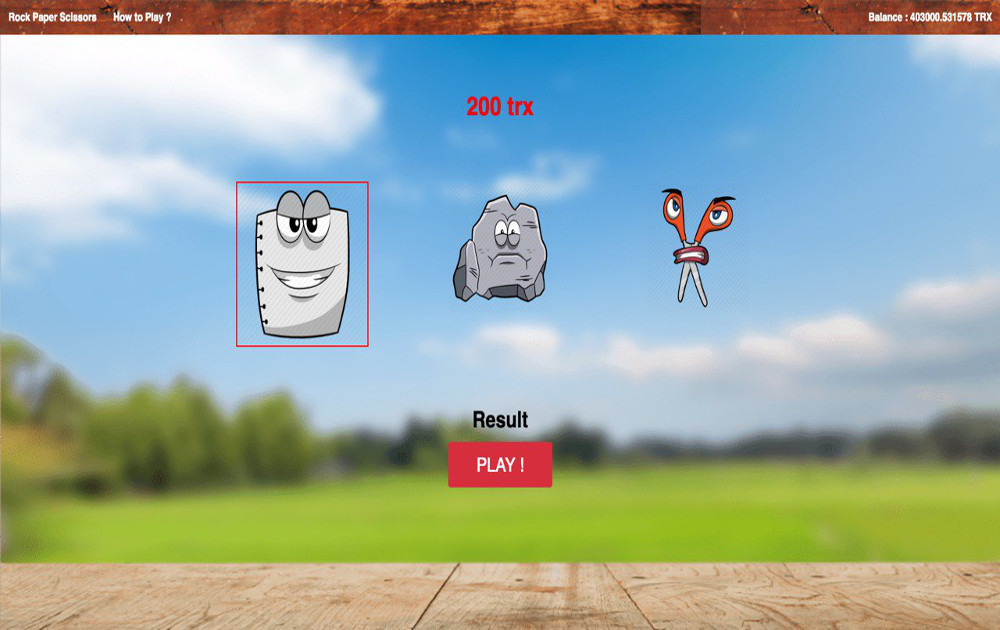 Rock Paper Scissors How to Play ? Balance : 403000.531578 TRX
200 trx
Result
PLAY !